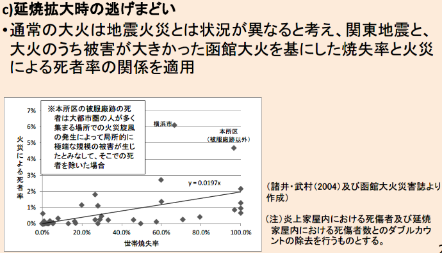 c)延焼拡大時の逃げまどい
•通常の大火は地震火災とは状況が異なると考え、関東地震と、
大火のうち被害が大きかった函館大火を基にした焼失率と火災
による死者率の関係を適用
※本所区の被服廠跡の死
者は大都市圏の人が多く
集まる場所での火災旋風
の発生によって局所的に
極端な規模の被害が生じ
たとみなして、そこでの死
者を除いた場合
横浜市
本所区
(被服廠跡以外)
火災による死者率
7%
6%
5%
4%
3%
2%
1%
0%
y = 0.0197x
0.0%
20.0%
40.0%
60.0%
80.0%
100.0%
世帯焼失率
(諸井・武村(2004)及び函館大火災害誌より
作成)
(注)炎上家屋内における死傷者及び延焼
家屋内における死傷者数とのダブルカウ
ントの除去を行うものとする。